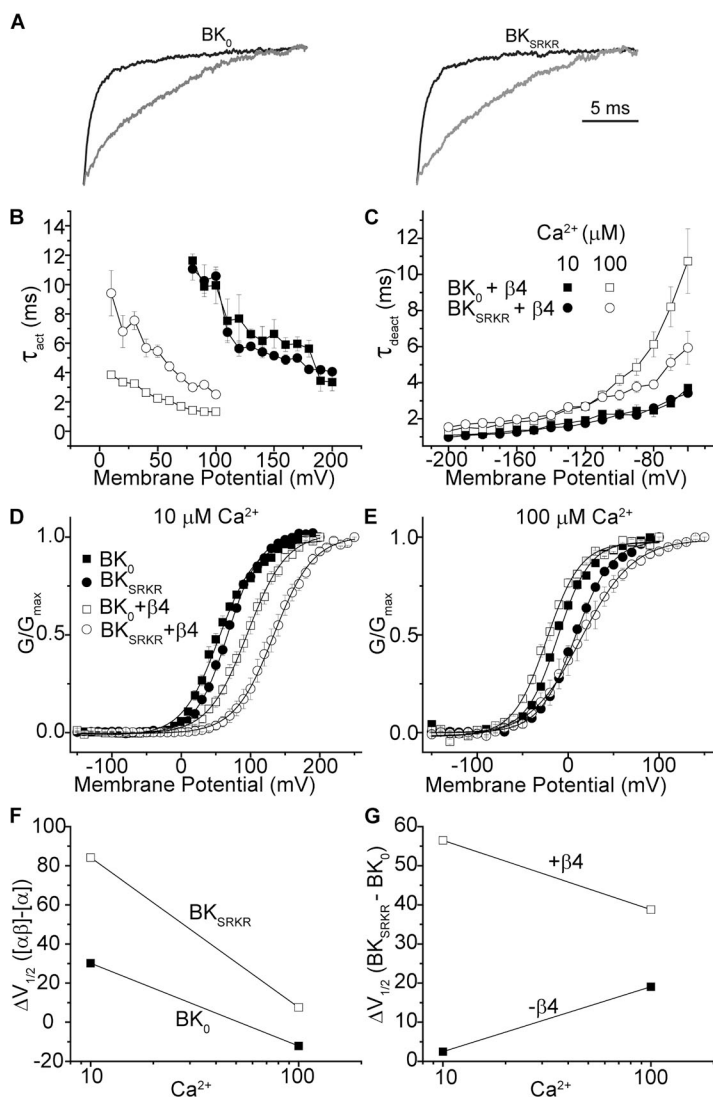 A
BK0
BKSRKR
5 ms
B
τact (ms)
14
12
10
8
6
4
2
0
0 50 100 150 200
Membrane Potential (mV)
C
τdeact (ms)
12
10
8
6
4
2
Ca2+ (μM)
10 100
BK0 + β4
BKSRKR + β4
-200 -160 -120 -80
Membrane Potential (mV)
D
10 μM Ca2+
G/Gmax
1.0
0.5
0.0
BK0
BKSRKR
BK0+β4
BKSRKR+β4
-100 0 100 200
Membrane Potential (mV)
E
100 μM Ca2+
G/Gmax
1.0
0.5
0.0
-100 0 100
Membrane Potential (mV)
F
ΔV1/2 ([αβ]-[α])
100
80
60
40
20
0
-20
BKSRKR
BK0
10 100
Ca2+
G
ΔV1/2 (BKSRKR - BK0)
60
50
40
30
20
10
0
+β4
-β4
10 100
Ca2+